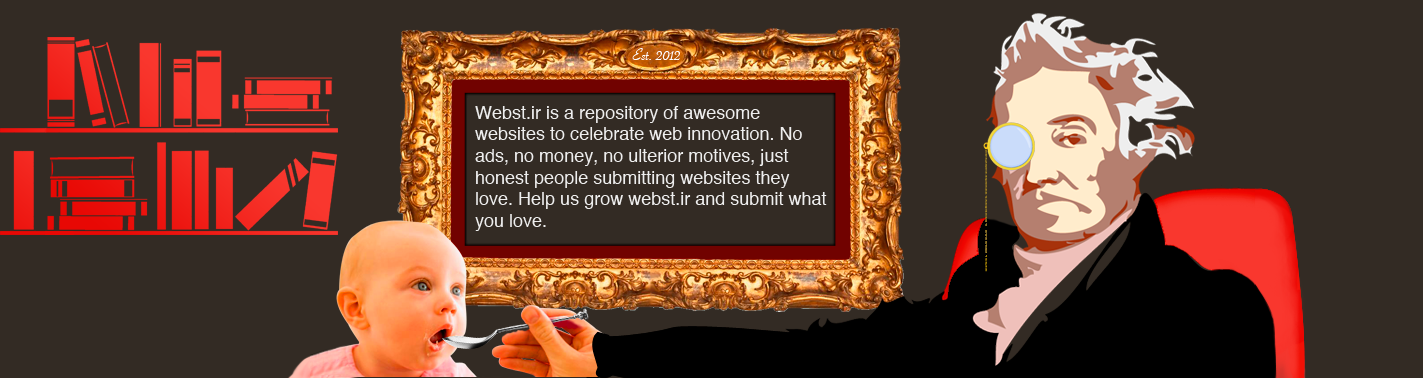 Est. 2012
Webst.ir is a repository of awesome
websites to celebrate web innovation. No
ads, no money, no ulterior motives, just
honest people submitting websites they
love. Help us grow webst.ir and submit what
you love.